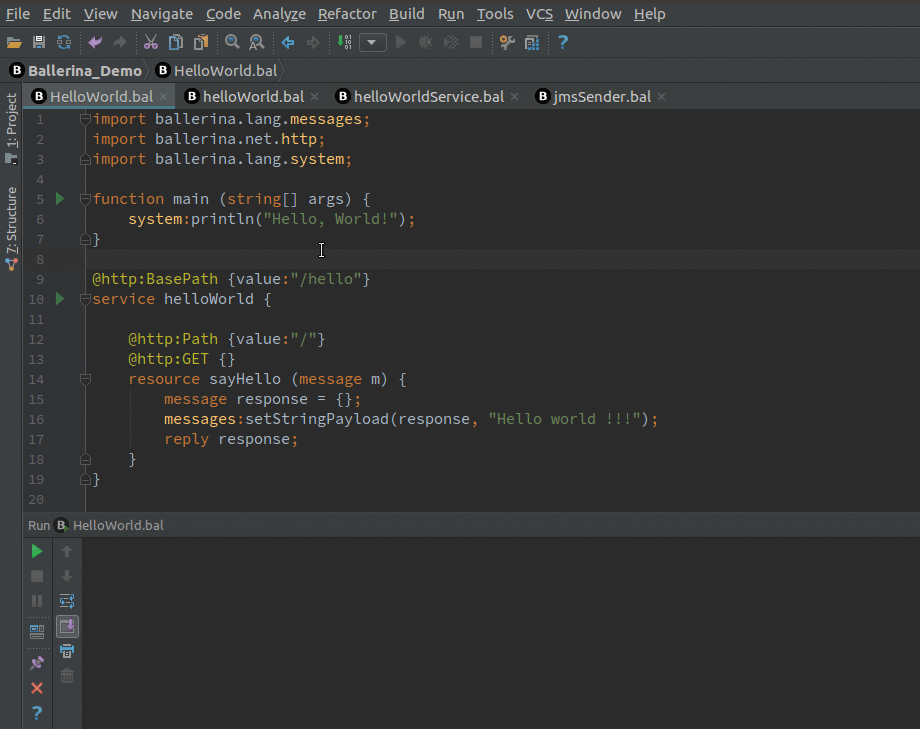 File Edit View Navigate Code Analyze Refactor Build Run Tools VCS Window Help
B Ballerina_Demo B HelloWorld.bal
B HelloWorld.bal B helloWorld.bal B helloWorldService.bal B jmsSender.bal
1: Project
7: Structure
1 import ballerina.lang.messages;
2 import ballerina.net.http;
3 import ballerina.lang.system;
4
5 function main (string[] args) {
6     system:println("Hello, World!");
7 }
8
9 @http:BasePath {value:"/hello"}
10 service helloWorld {
11
12     @http:Path {value:"/"}
13     @http:GET {}
14     resource sayHello (message m) {
15         message response = {};
16         messages:setStringPayload(response, "Hello world !!!");
17         reply response;
18     }
19 }
20
Run B HelloWorld.bal